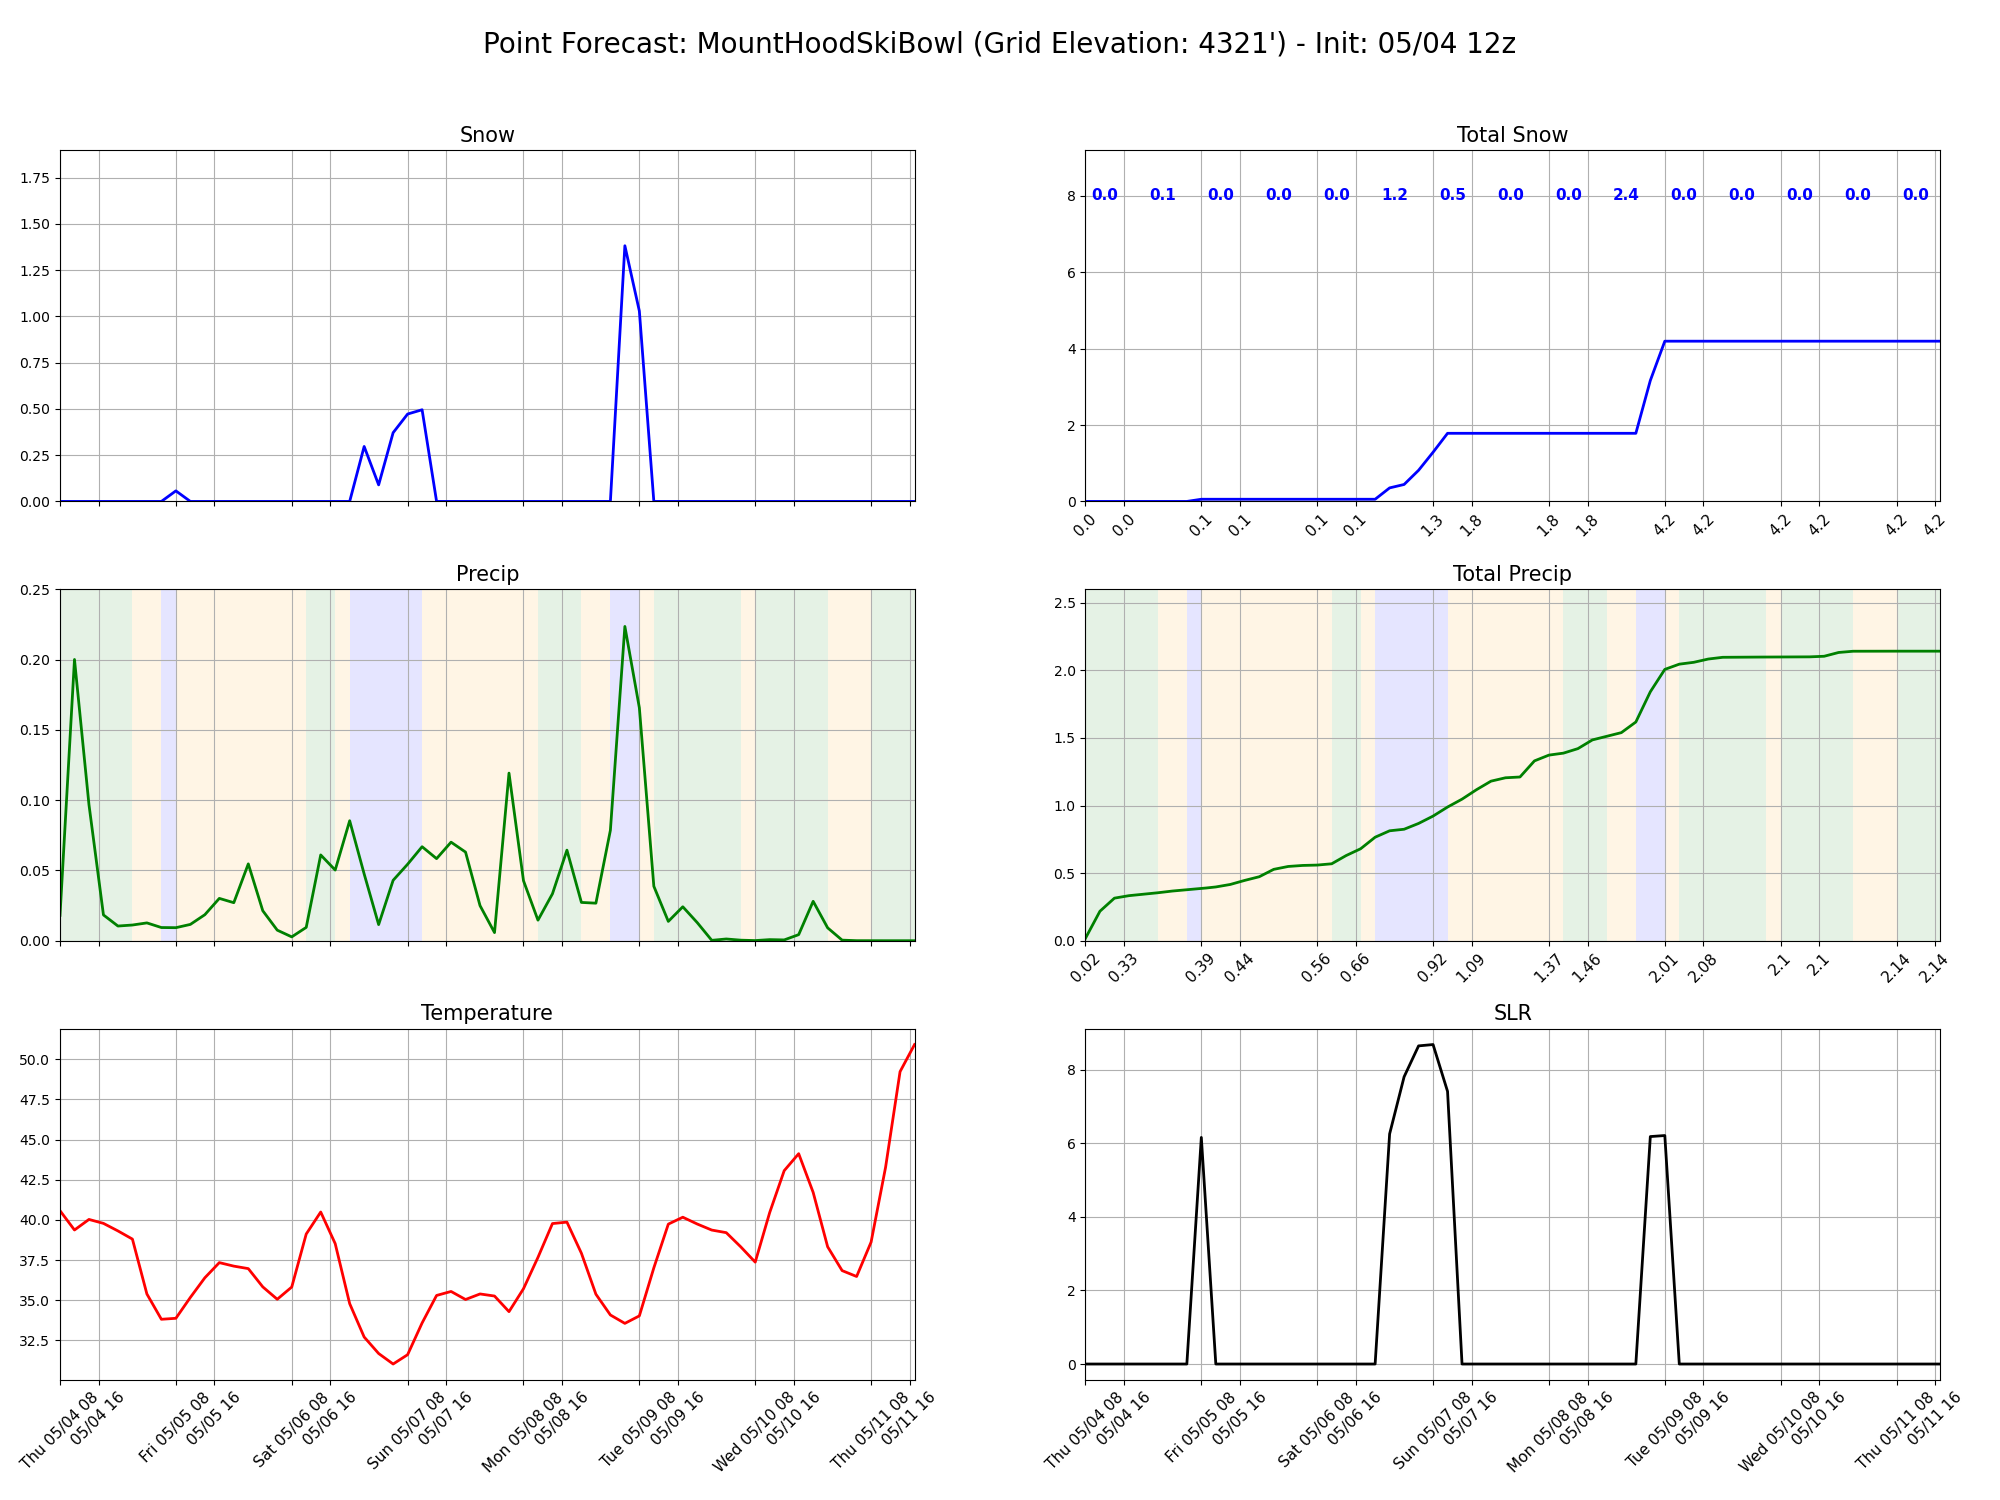 Point Forecast: MountHoodSkiBowl (Grid Elevation: 4321') - Init: 05/04 12z
Snow
1.75
1.50
1.25
1.00
0.75
0.50
0.25
0.00
Total Snow
0.0 0.1 0.0 0.0 0.0 1.2 0.5 0.0 0.0 2.4 0.0 0.0 0.0 0.0 0.0
8
6
4
2
0
0.0 0.0 0.1 0.1 0.1 0.1 1.3 1.8 1.8 1.8 4.2 4.2 4.2 4.2 4.2 4.2
Precip
0.25
0.20
0.15
0.10
0.05
0.00
Total Precip
2.5
2.0
1.5
1.0
0.5
0.0
0.02 0.33 0.39 0.44 0.56 0.66 0.92 1.09 1.37 1.46 2.01 2.08 2.1 2.1 2.14 2.14
Temperature
50.0
47.5
45.0
42.5
40.0
37.5
35.0
32.5
Thu 05/04 08
05/04 16
Fri 05/05 08
05/05 16
Sat 05/06 08
05/06 16
Sun 05/07 08
05/07 16
Mon 05/08 08
05/08 16
Tue 05/09 08
05/09 16
Wed 05/10 08
05/10 16
Thu 05/11 08
05/11 16
SLR
8
6
4
2
0
Thu 05/04 08
05/04 16
Fri 05/05 08
05/05 16
Sat 05/06 08
05/06 16
Sun 05/07 08
05/07 16
Mon 05/08 08
05/08 16
Tue 05/09 08
05/09 16
Wed 05/10 08
05/10 16
Thu 05/11 08
05/11 16